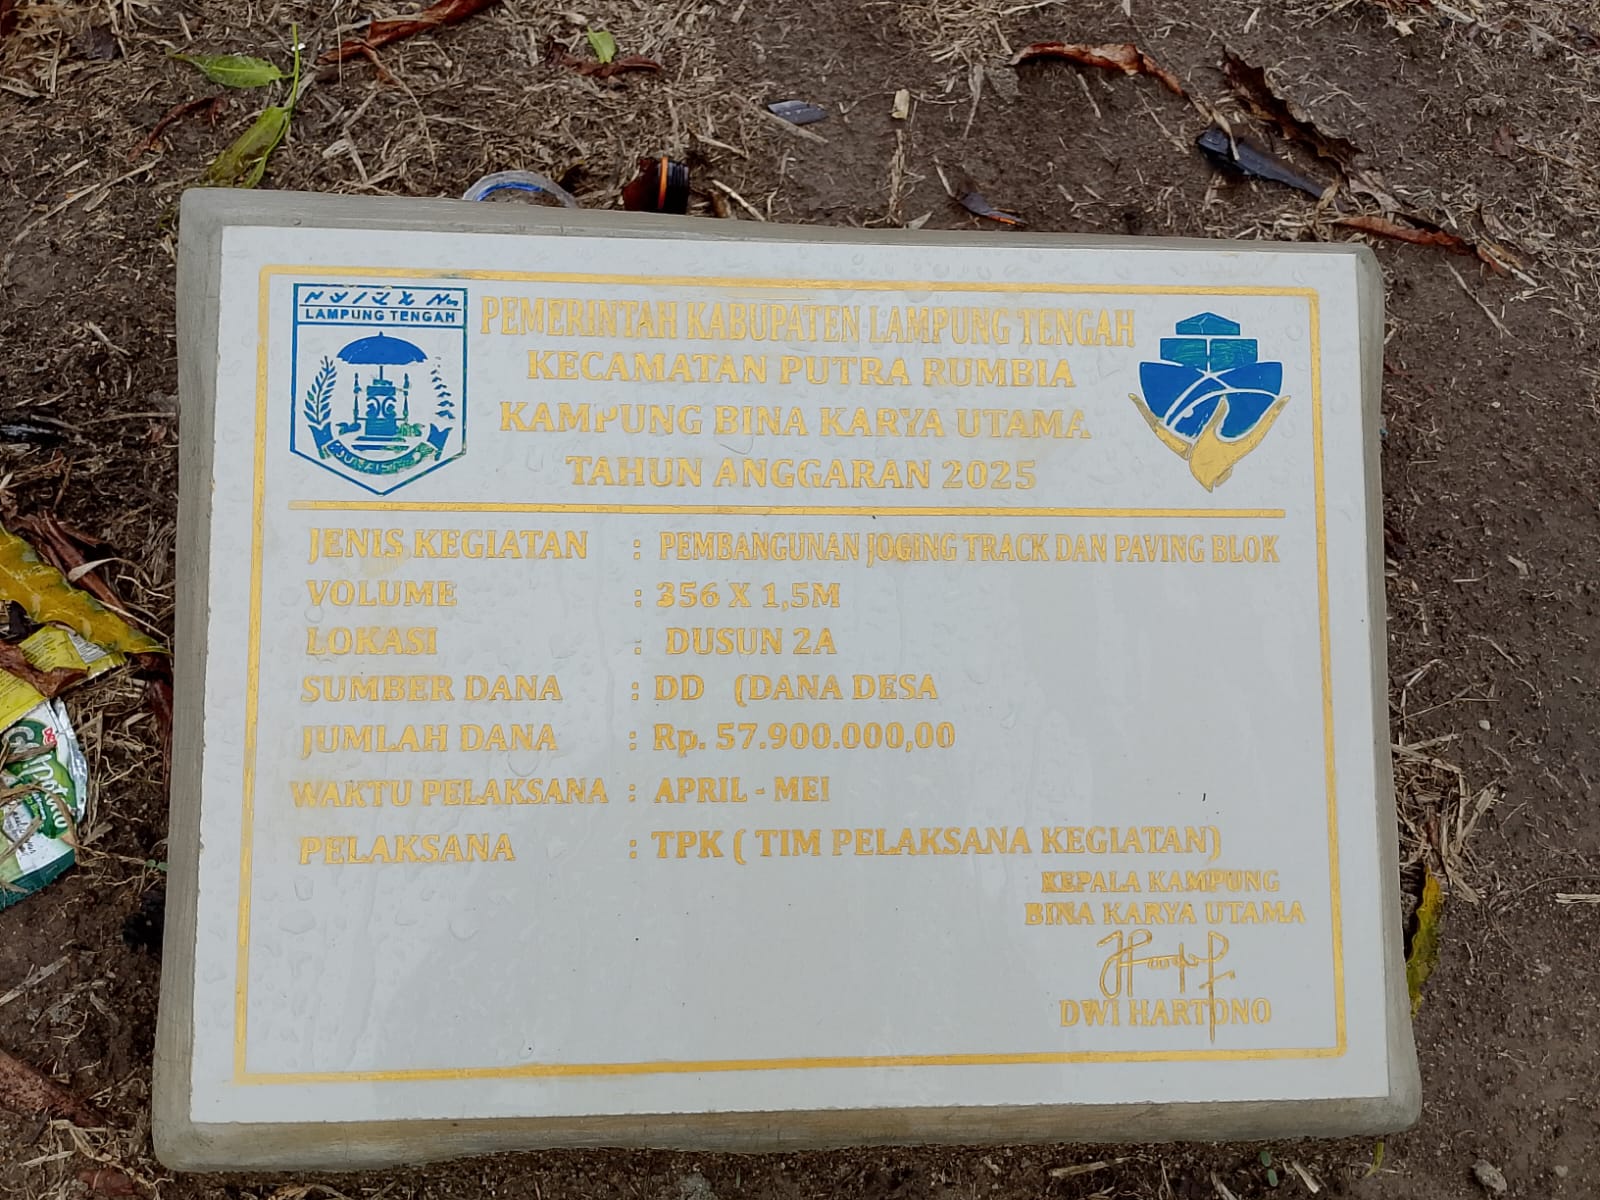 LAMPUNG TENGAH
PEMERINTAH KABUPATEN LAMPUNG TENGAH
KECAMATAN PUTRA RUMBIA
KAMPUNG BINA KARYA UTAMA
TAHUN ANGGARAN 2025
JENIS KEGIATAN : PEMBANGUNAN JOGING TRACK DAN PAVING BLOK
VOLUME : 356 X 1,5M
LOKASI : DUSUN 2A
SUMBER DANA : DD (DANA DESA
JUMLAH DANA : Rp. 57.900.000,00
WAKTU PELAKSANA : APRIL - MEI
PELAKSANA : TPK ( TIM PELAKSANA KEGIATAN)
KEPALA KAMPUNG
BINA KARYA UTAMA
DWI HARTONO